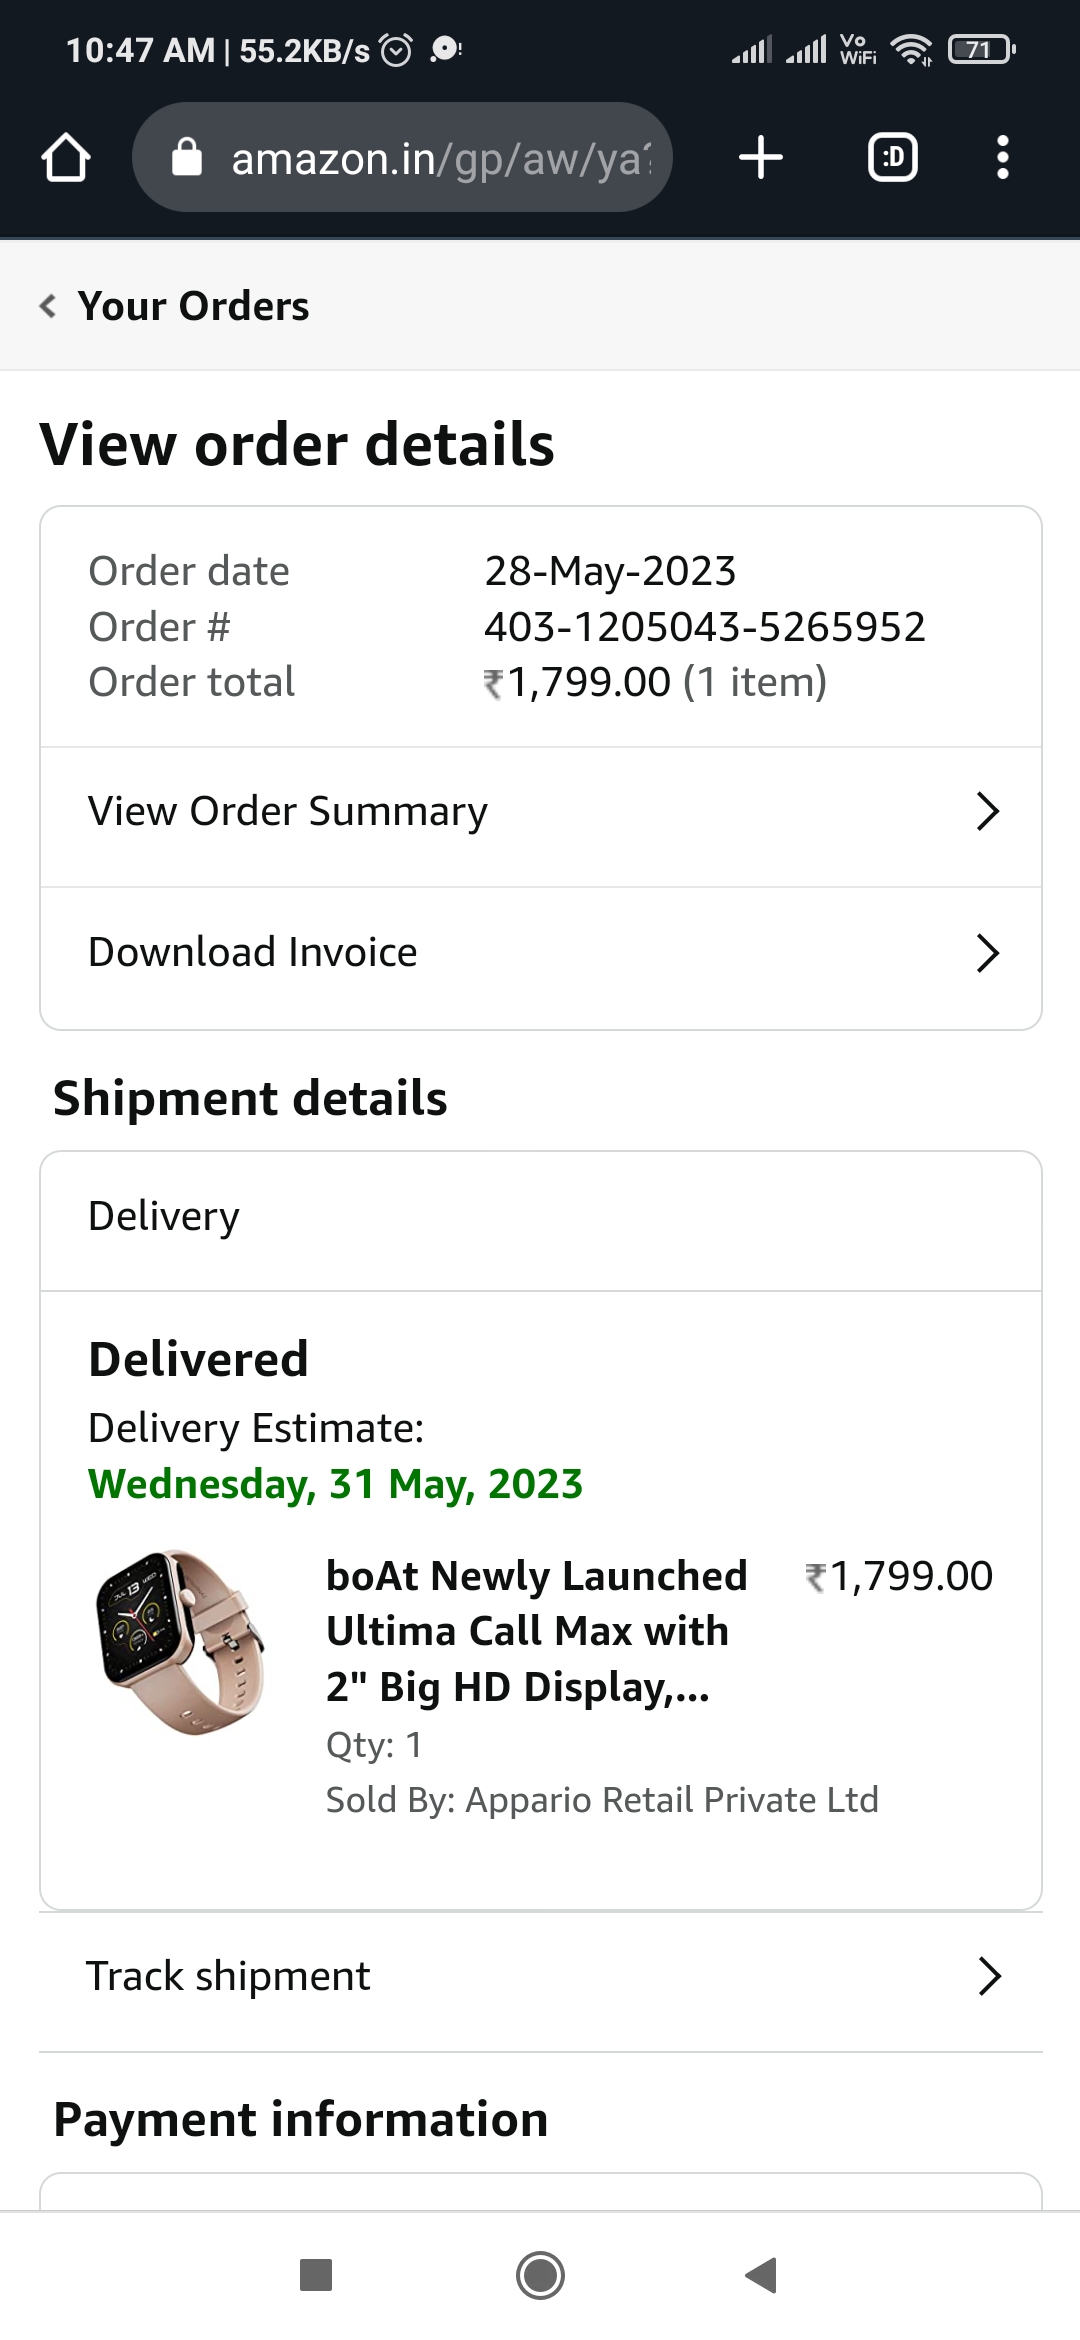 10:47 AM | 55.2KB/s
Vo WiFi
71
amazon.in/gp/aw/ya?
:D
Your Orders
View order details
Order date 28-May-2023
Order # 403-1205043-5265952
Order total ₹1,799.00 (1 item)
View Order Summary
Download Invoice
Shipment details
Delivery
Delivered
Delivery Estimate:
Wednesday, 31 May, 2023
boAt Newly Launched ₹1,799.00
Ultima Call Max with
2" Big HD Display,...
Qty: 1
Sold By: Appario Retail Private Ltd
JUL 13 WED
Track shipment
Payment information